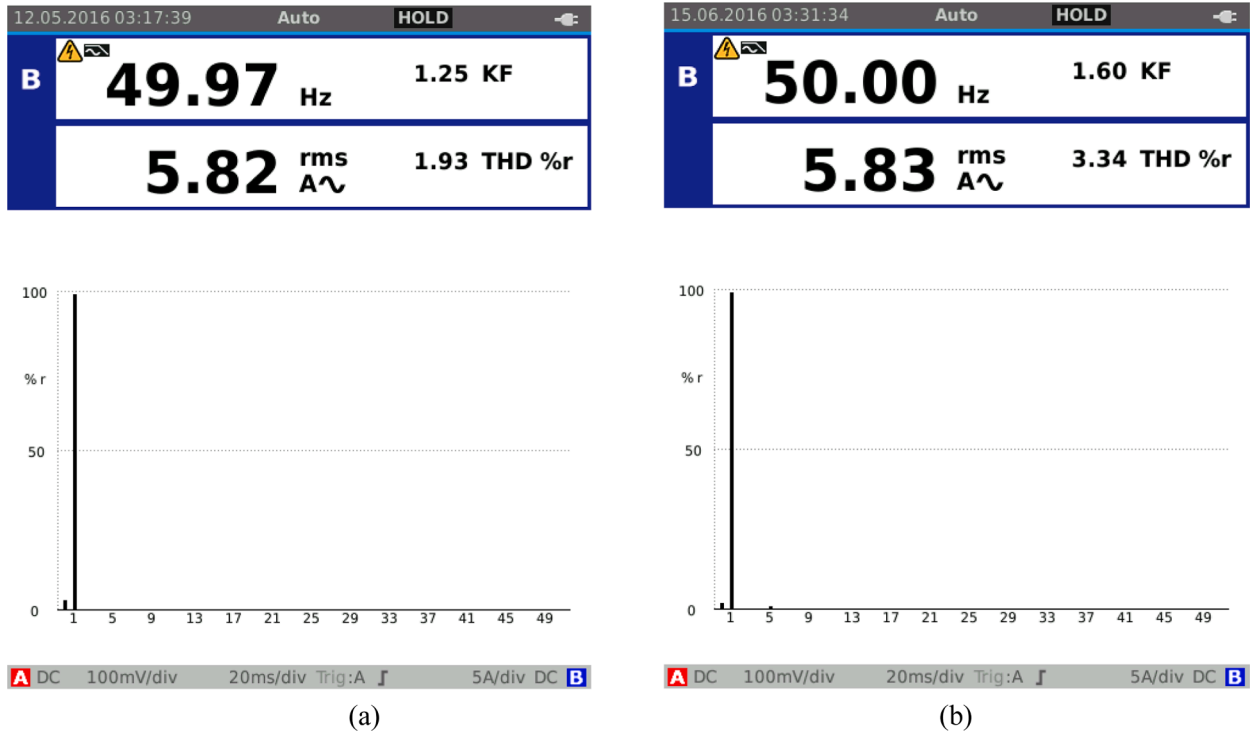 12.05.2016 03:17:39 Auto HOLD
B
49.97 Hz 1.25 KF
5.82 rms A 1.93 THD %r
100
% r
50
0
1 5 9 13 17 21 25 29 33 37 41 45 49
A DC 100mV/div 20ms/div Trig:A 5A/div DC B
(a)
15.06.2016 03:31:34 Auto HOLD
B
50.00 Hz 1.60 KF
5.83 rms A 3.34 THD %r
100
% r
50
0
1 5 9 13 17 21 25 29 33 37 41 45 49
A DC 100mV/div 20ms/div Trig:A 5A/div DC B
(b)